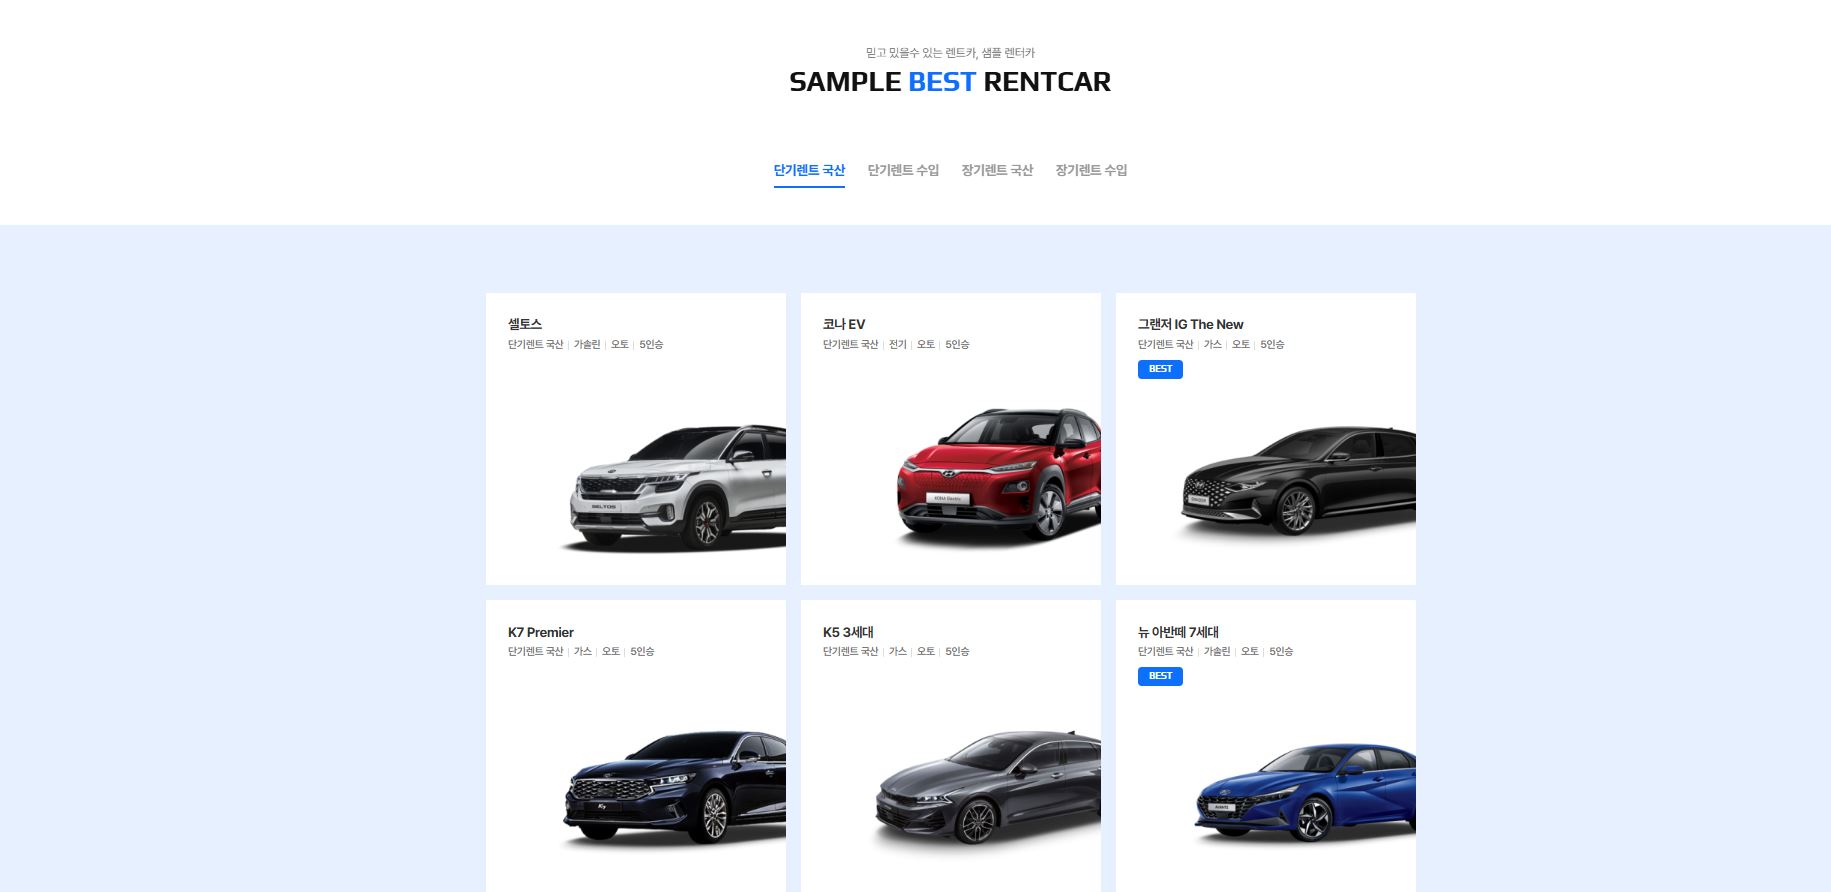 믿고 밌을수 있는 렌트카, 샘플 렌터카
SAMPLE BEST RENTCAR
단기렌트 국산 단기렌트 수입 장기렌트 국산 장기렌트 수입
셀토스
단기렌트 국산 | 가솔린 | 오토 | 5인승
SELTOS
코나 EV
단기렌트 국산 | 전기 | 오토 | 5인승
KONA Electric
그랜저 IG The New
단기렌트 국산 | 가스 | 오토 | 5인승
BEST
K7 Premier
단기렌트 국산 | 가스 | 오토 | 5인승
K7
K5 3세대
단기렌트 국산 | 가스 | 오토 | 5인승
뉴 아반떼 7세대
단기렌트 국산 | 가솔린 | 오토 | 5인승
BEST
AVANTE